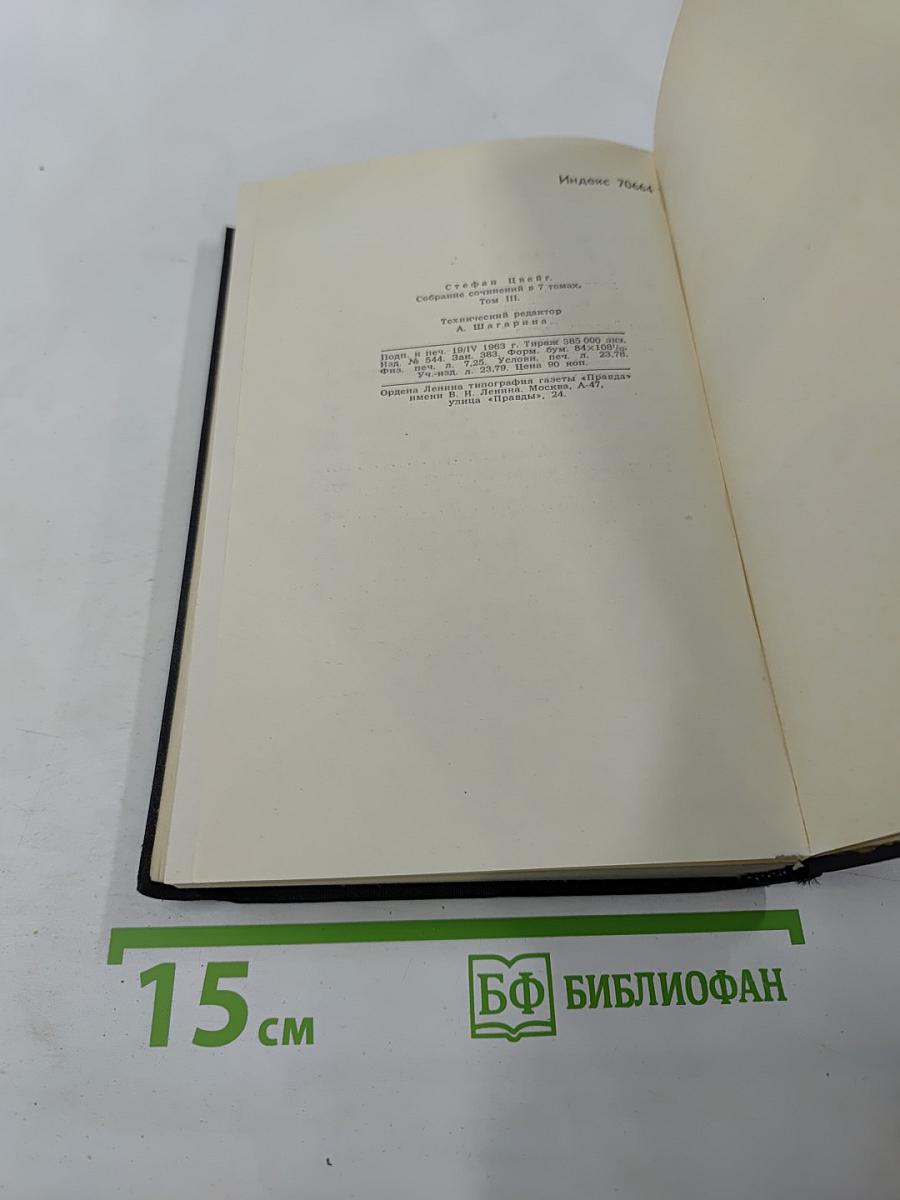 Индекс 70664
Стефан Цвейг.
Собрание сочинений в 7 томах.
Том III.
Технический редактор
А. Шагарина.
Подп. к печ. 19/IV 1963 г. Тираж 385 000 экз.
Изд. № 544. Зак. 383. Форм. бум. 84×108¹/₃₂.
Физ. печ. л. 7,25. Условн. печ. л. 23,78.
Уч.-изд. л. 23,79. Цена 90 коп.
Ордена Ленина типография газеты «Правда»
имени В. И. Ленина. Москва, А-47,
улица «Правды», 24.
15 см
БФ БИБЛИОФАН